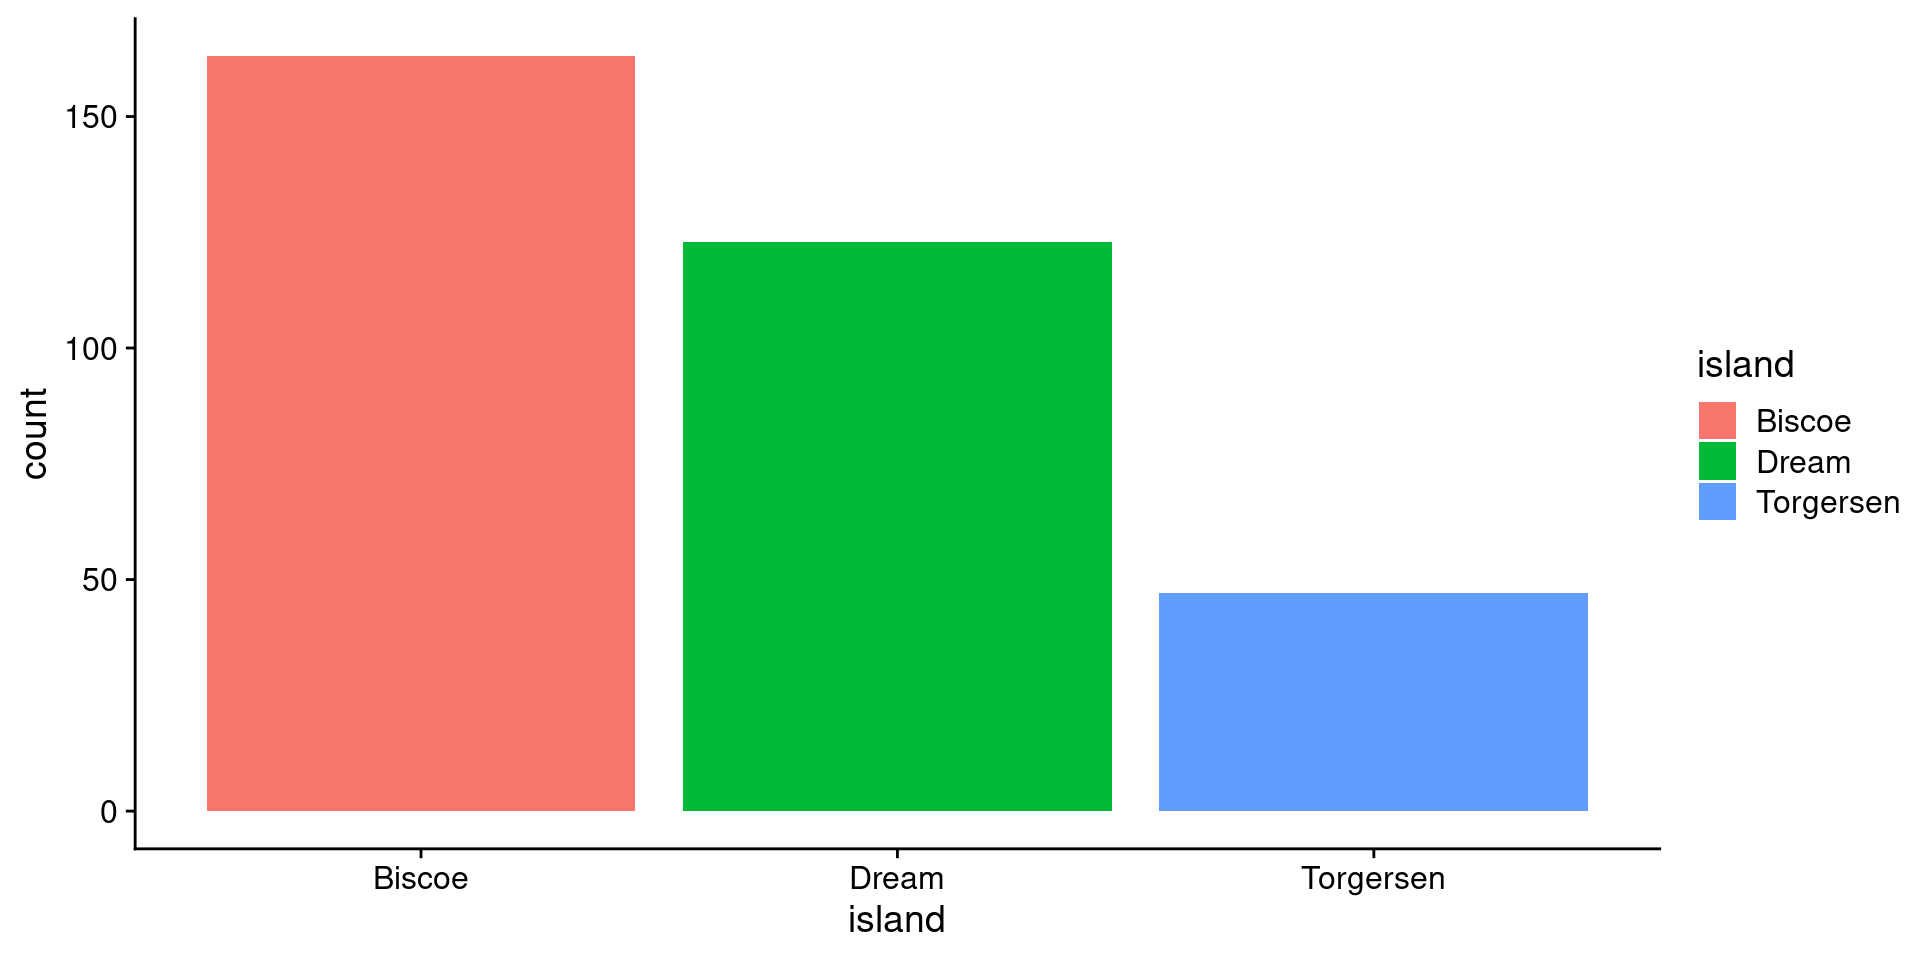 count
150
100
50
0
Biscoe
Dream
Torgersen
island
island
Biscoe
Dream
Torgersen